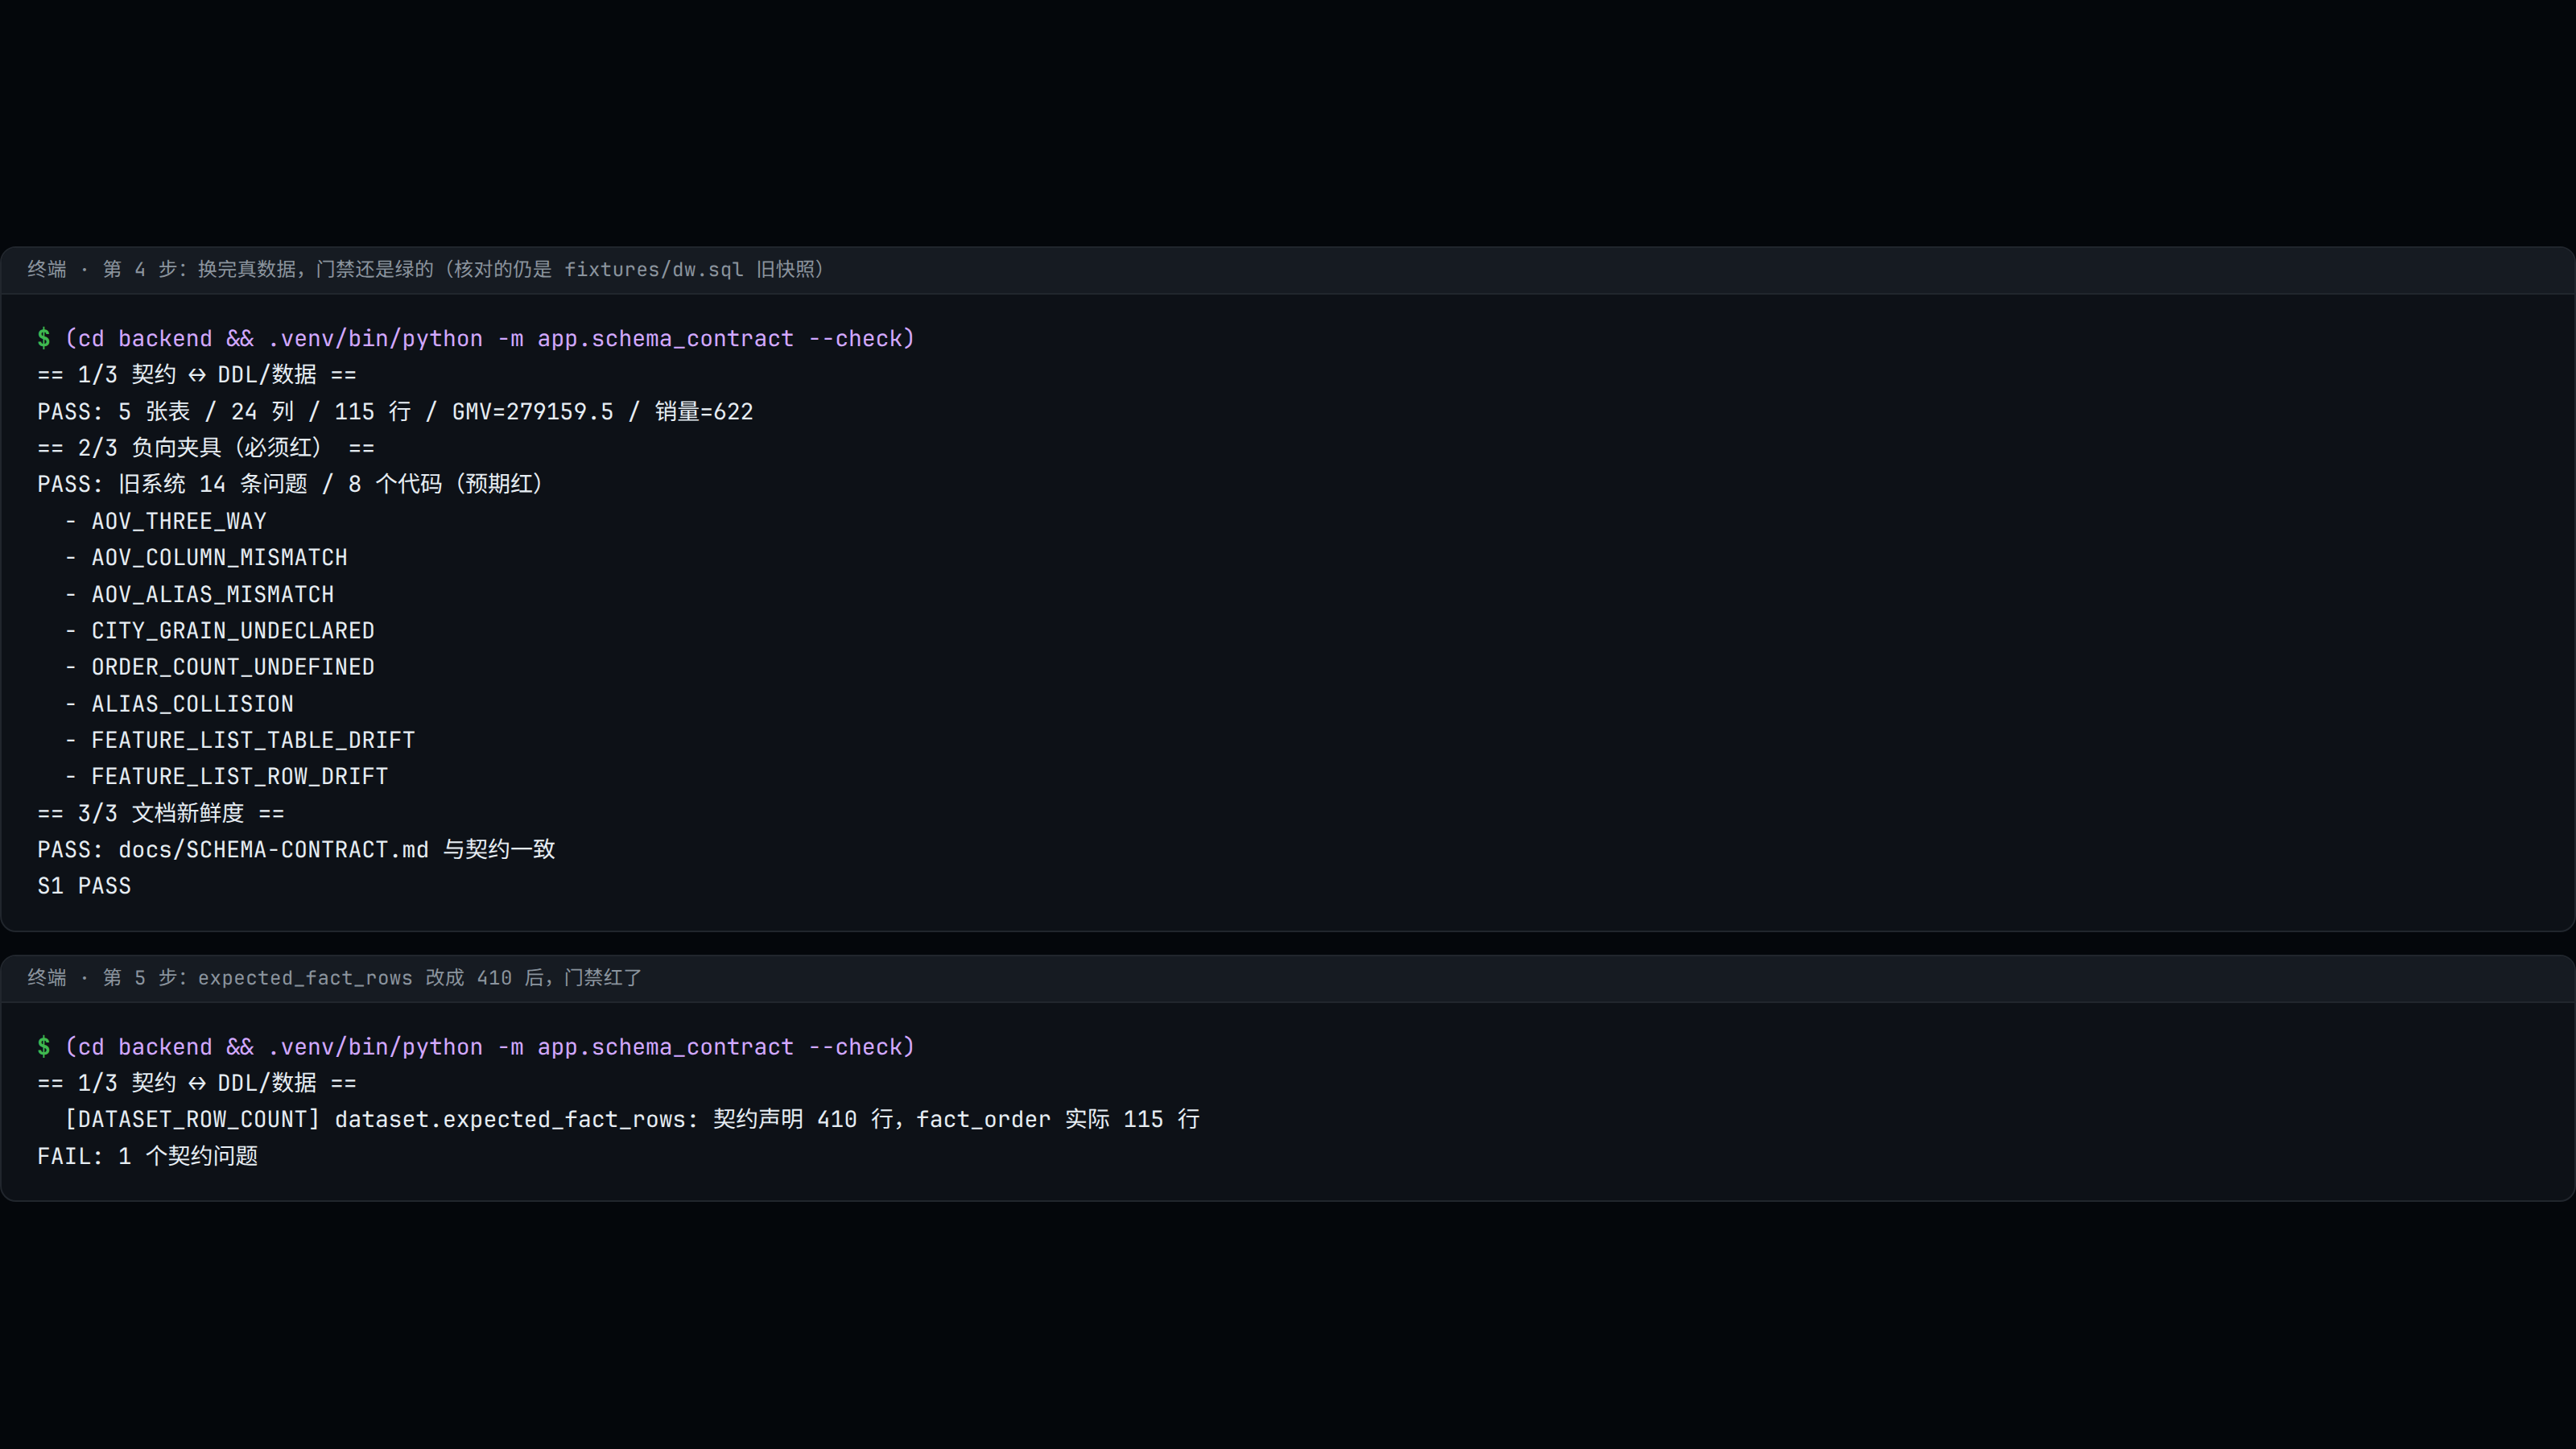 终端 · 第 4 步：换完真数据，门禁还是绿的（核对的仍是 fixtures/dw.sql 旧快照）
$ (cd backend && .venv/bin/python -m app.schema_contract --check)
== 1/3 契约 ↔ DDL/数据 ==
PASS: 5 张表 / 24 列 / 115 行 / GMV=279159.5 / 销量=622
== 2/3 负向夹具（必须红） ==
PASS: 旧系统 14 条问题 / 8 个代码（预期红）
- AOV_THREE_WAY
- AOV_COLUMN_MISMATCH
- AOV_ALIAS_MISMATCH
- CITY_GRAIN_UNDECLARED
- ORDER_COUNT_UNDEFINED
- ALIAS_COLLISION
- FEATURE_LIST_TABLE_DRIFT
- FEATURE_LIST_ROW_DRIFT
== 3/3 文档新鲜度 ==
PASS: docs/SCHEMA-CONTRACT.md 与契约一致
S1 PASS
终端 · 第 5 步：expected_fact_rows 改成 410 后，门禁红了
$ (cd backend && .venv/bin/python -m app.schema_contract --check)
== 1/3 契约 ↔ DDL/数据 ==
[DATASET_ROW_COUNT] dataset.expected_fact_rows: 契约声明 410 行，fact_order 实际 115 行
FAIL: 1 个契约问题